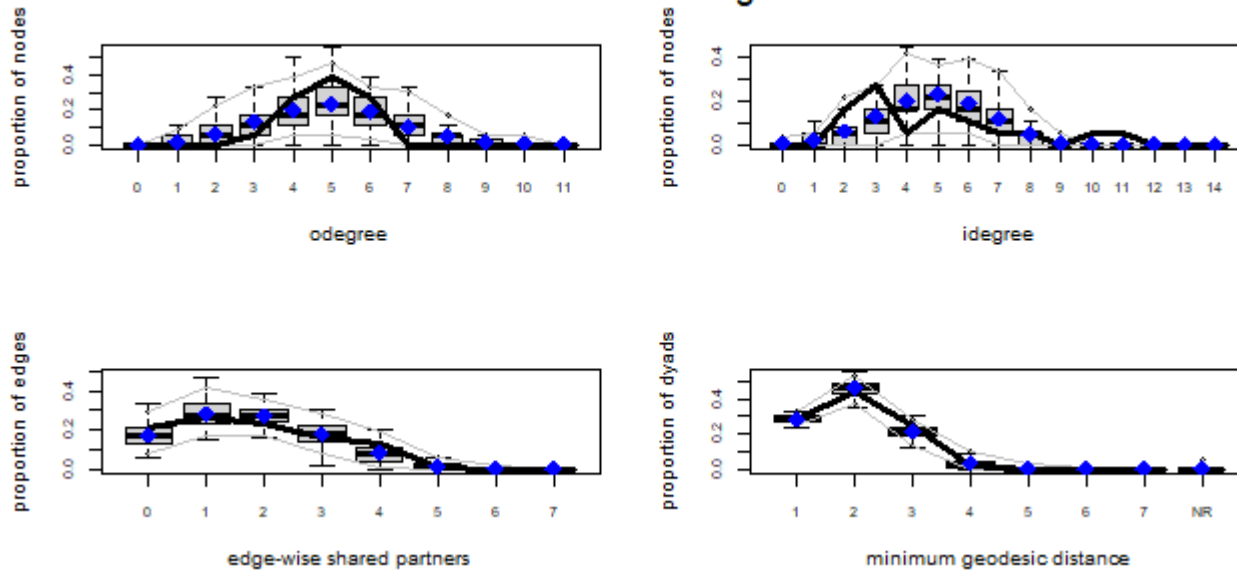 g
proportion of nodes
0.0 0.2 0.4
0 1 2 3 4 5 6 7 8 9 10 11
odegree
proportion of nodes
0.0 0.2 0.4
0 1 2 3 4 5 6 7 8 9 10 11 12 13 14
idegree
proportion of edges
0.0 0.2 0.4
0 1 2 3 4 5 6 7
edge-wise shared partners
proportion of dyads
0.0 0.2 0.4
1 2 3 4 5 6 7 NR
minimum geodesic distance